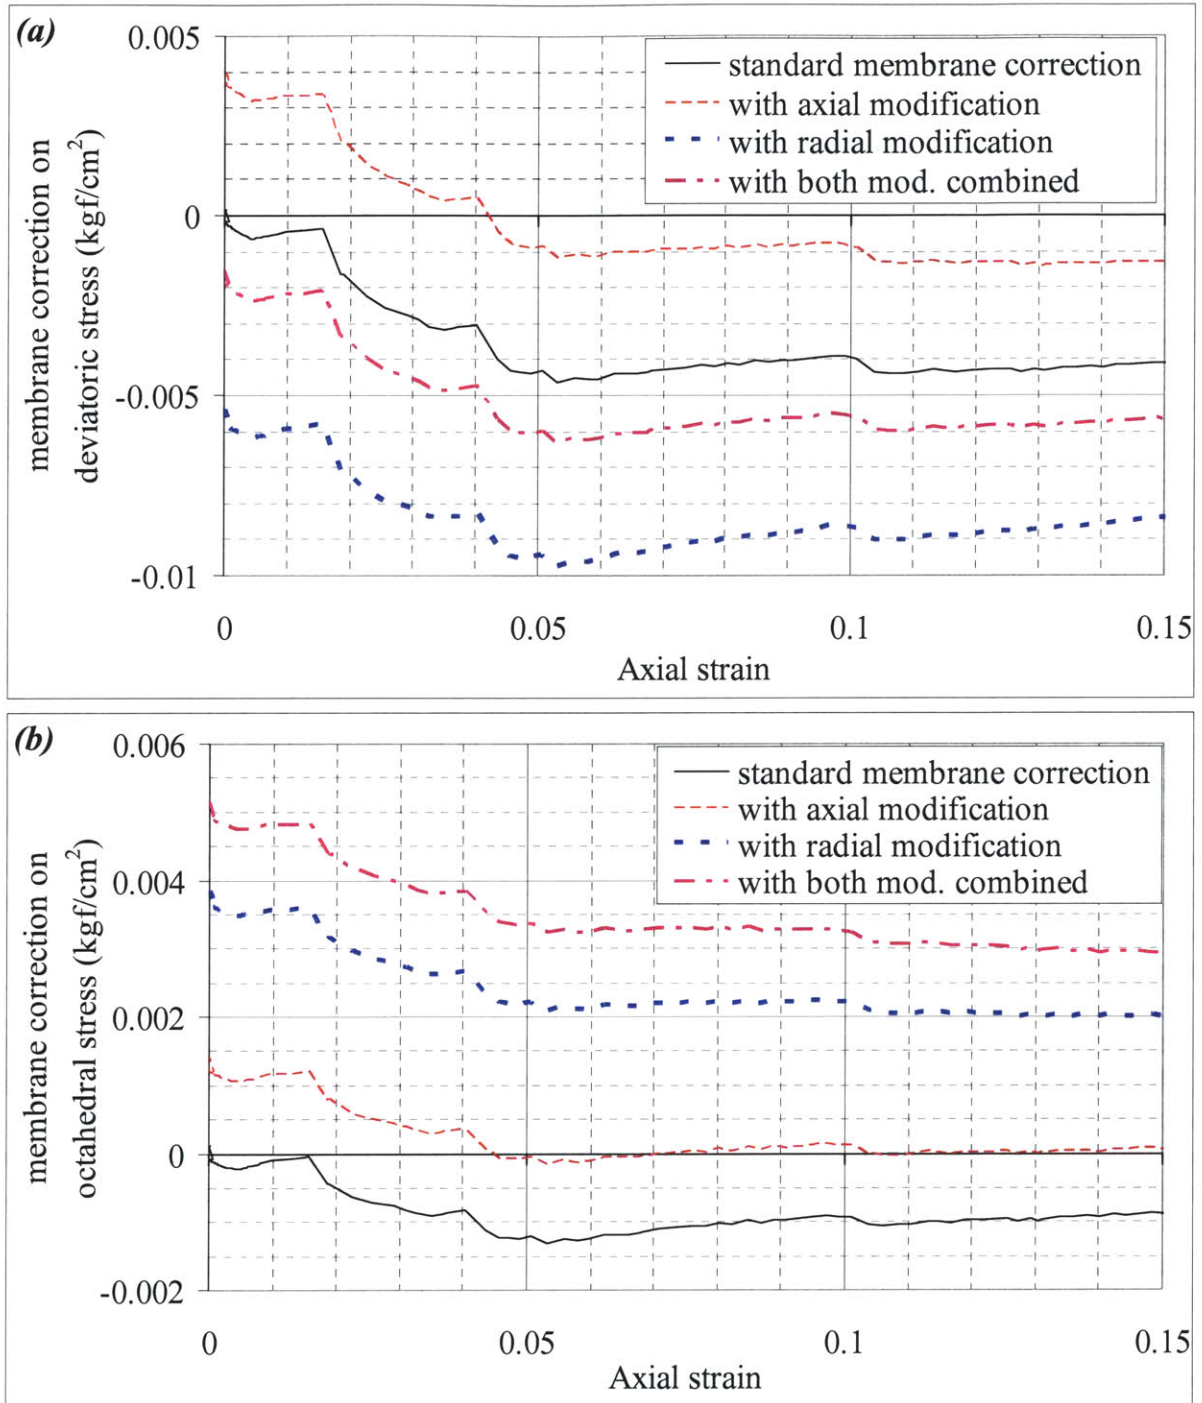 (a)
0.005
0
-0.005
-0.01
membrane correction on
deviatoric stress (kgf/cm²)
standard membrane correction
with axial modification
with radial modification
with both mod. combined
0
0.05
0.1
0.15
Axial strain
(b)
0.006
0.004
0.002
0
-0.002
membrane correction on
octahedral stress (kgf/cm²)
standard membrane correction
with axial modification
with radial modification
with both mod. combined
0
0.05
0.1
0.15
Axial strain